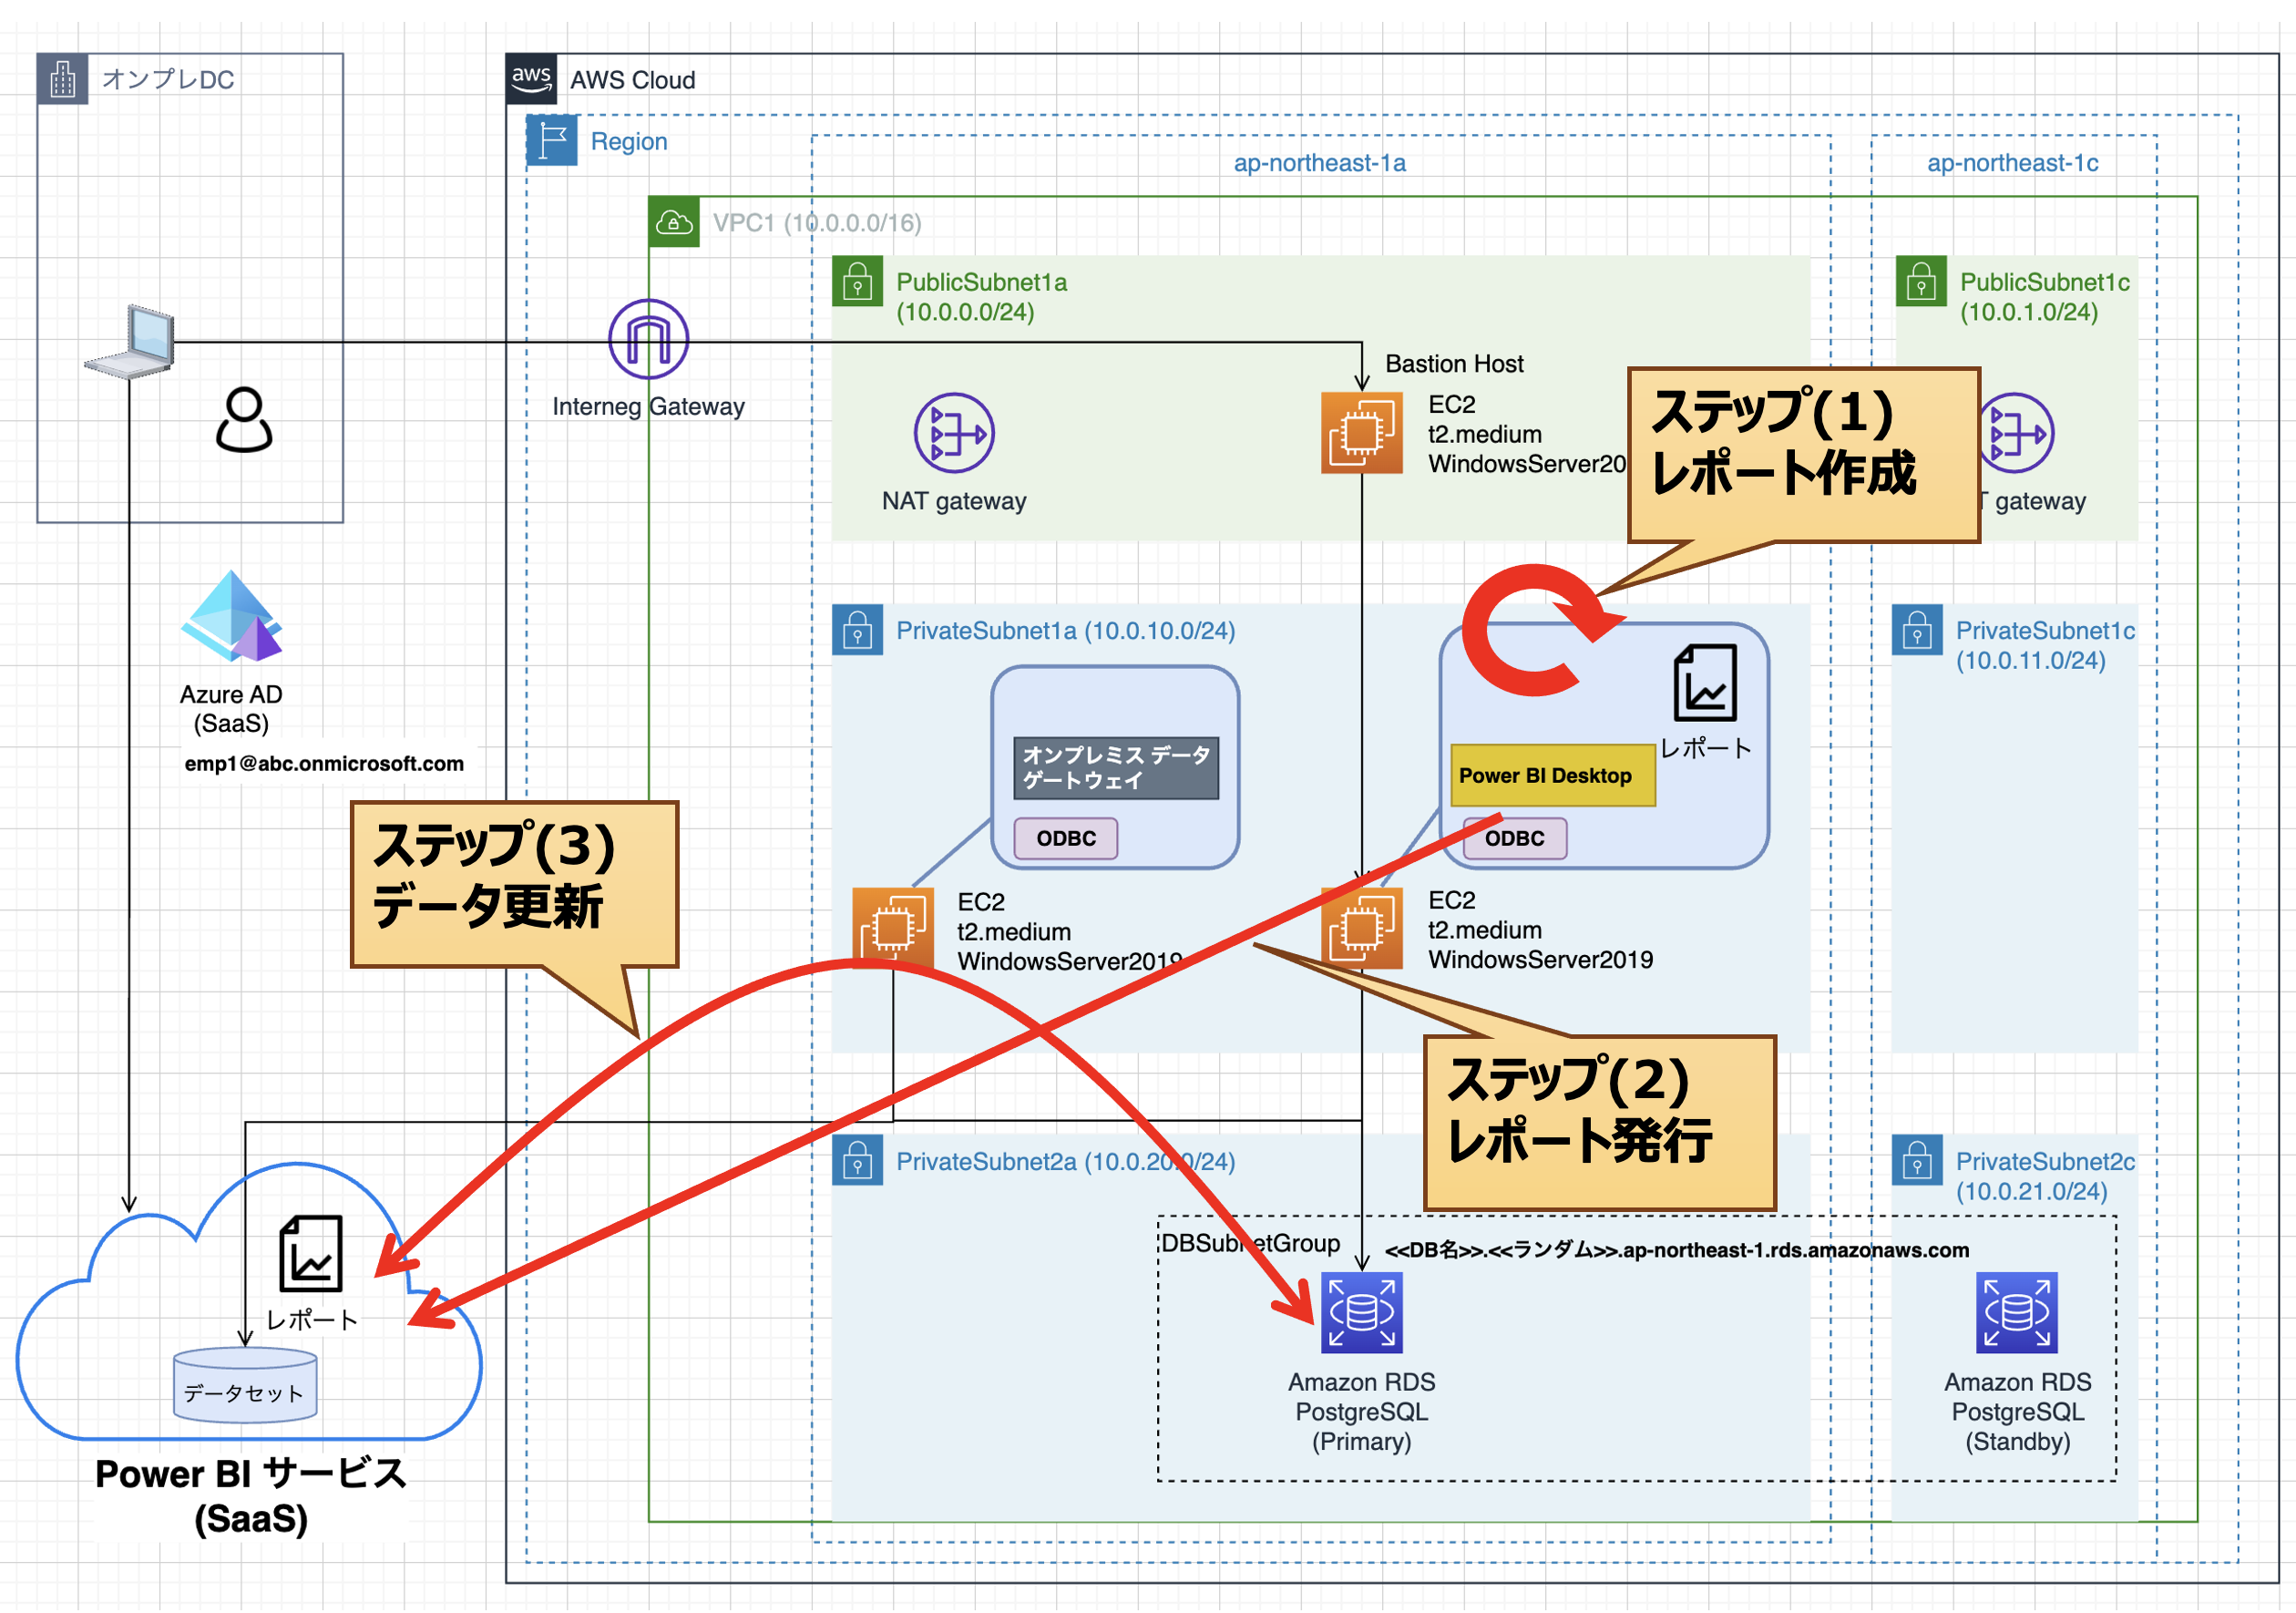 オンプレDC
aws
AWS Cloud
Region
ap-northeast-1a
ap-northeast-1c
VPC1 (10.0.0.0/16)
PublicSubnet1a
(10.0.0.0/24)
PublicSubnet1c
(10.0.1.0/24)
Interneg Gateway
NAT gateway
Bastion Host
EC2
t2.medium
WindowsServer20
ステップ(1)
レポート作成
T gateway
Azure AD
(SaaS)
emp1@abc.onmicrosoft.com
PrivateSubnet1a (10.0.10.0/24)
オンプレミス データ
ゲートウェイ
ODBC
EC2
t2.medium
WindowsServer2019
レポート
Power BI Desktop
ODBC
EC2
t2.medium
WindowsServer2019
PrivateSubnet1c
(10.0.11.0/24)
ステップ(3)
データ更新
ステップ(2)
レポート発行
PrivateSubnet2a (10.0.20.0/24)
PrivateSubnet2c
(10.0.21.0/24)
DBSubnetGroup
<<DB名>>.<<ランダム>>.ap-northeast-1.rds.amazonaws.com
Amazon RDS
PostgreSQL
(Primary)
Amazon RDS
PostgreSQL
(Standby)
レポート
データセット
Power BI サービス
(SaaS)